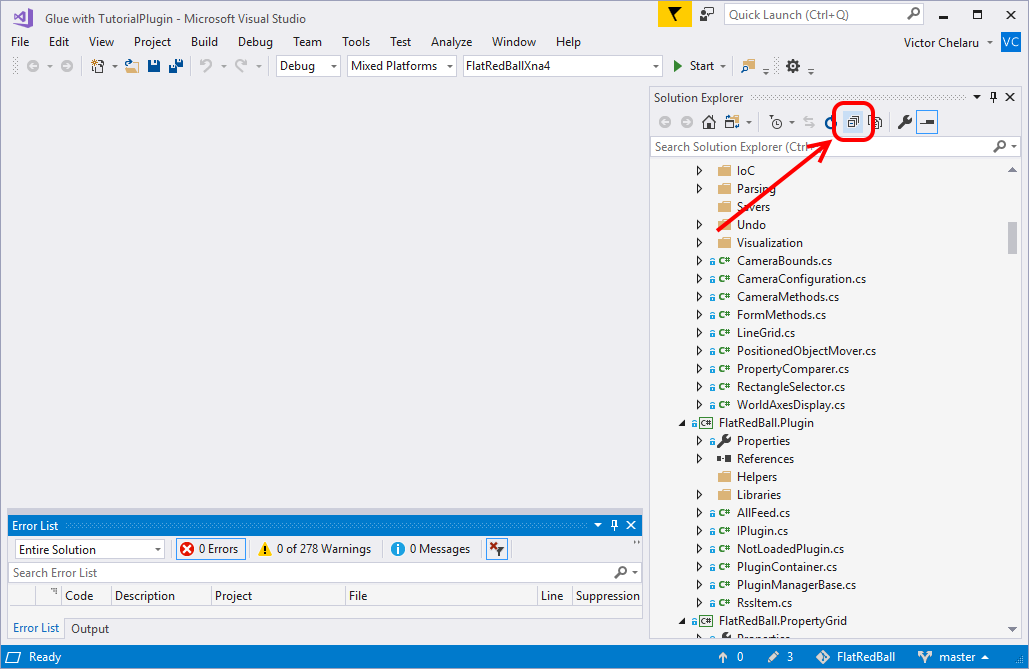 Glue with TutorialPlugin - Microsoft Visual Studio
Quick Launch (Ctrl+Q)
File Edit View Project Build Debug Team Tools Test Analyze Window Help
Victor Chelaru VC
Debug Mixed Platforms FlatRedBallXna4 Start
Solution Explorer
Search Solution Explorer (Ctrl
IoC
Parsing
Savers
Undo
Visualization
C# CameraBounds.cs
C# CameraConfiguration.cs
C# CameraMethods.cs
C# FormMethods.cs
C# LineGrid.cs
C# PositionedObjectMover.cs
C# PropertyComparer.cs
C# RectangleSelector.cs
C# WorldAxesDisplay.cs
C# FlatRedBall.Plugin
Properties
References
Helpers
Libraries
C# AllFeed.cs
C# IPlugin.cs
C# NotLoadedPlugin.cs
C# PluginContainer.cs
C# PluginManagerBase.cs
C# RssItem.cs
C# FlatRedBall.PropertyGrid
Properties
Error List
Entire Solution 0 Errors 0 of 278 Warnings 0 Messages
Search Error List
Code Description Project File Line Suppression
Error List Output
Ready 0 3 FlatRedBall master